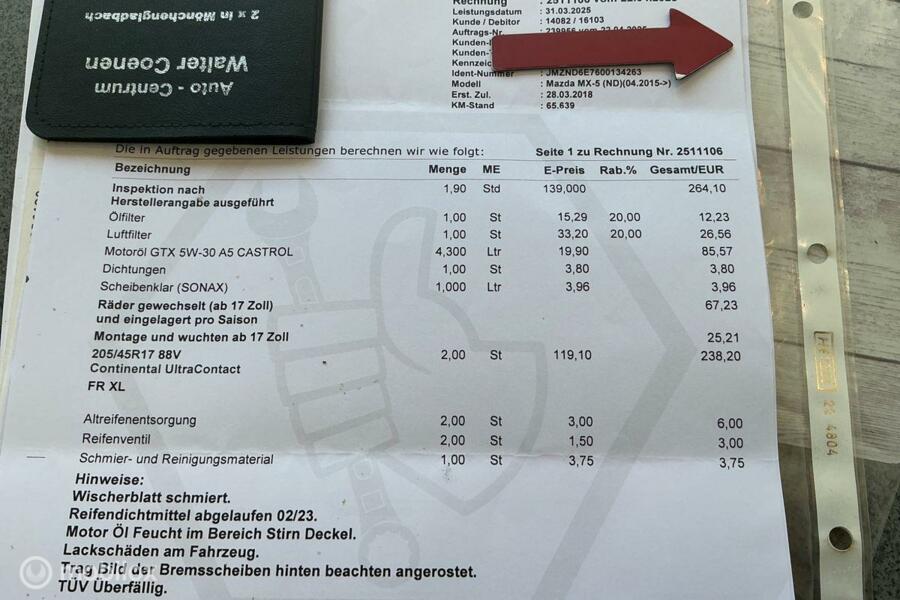 Rechnung : 2511106 vom
Leistungsdatum : 31.03.2025
Kunde / Debitor : 14082 / 16103
Auftrags-Nr.
Kunden-
Kunden-
Kennzeic
Ident-Nummer : JMZND6E7600134263
Modell : Mazda MX-5 (ND)(04.2015->)
Erst. Zul. : 28.03.2018
KM-Stand : 65.639
2 x in Mönchengladbach
Walter Coenen
Auto - Centrum
Die in Auftrag gegebenen Leistungen berechnen wir wie folgt: Seite 1 zu Rechnung Nr. 2511106
Bezeichnung Menge ME E-Preis Rab.% Gesamt/EUR
Inspektion nach 1,90 Std 139,000 264,10
Herstellerangabe ausgeführt
Ölfilter 1,00 St 15,29 20,00 12,23
Luftfilter 1,00 St 33,20 20,00 26,56
Motoröl GTX 5W-30 A5 CASTROL 4,300 Ltr 19,90 85,57
Dichtungen 1,00 St 3,80 3,80
Scheibenklar (SONAX) 1,000 Ltr 3,96 3,96
Räder gewechselt (ab 17 Zoll) 67,23
und eingelagert pro Saison
Montage und wuchten ab 17 Zoll 25,21
205/45R17 88V 2,00 St 119,10 238,20
Continental UltraContact
FR XL
Altreifenentsorgung 2,00 St 3,00 6,00
Reifenventil 2,00 St 1,50 3,00
Schmier- und Reinigungsmaterial 1,00 St 3,75 3,75
Hinweise:
Wischerblatt schmiert.
Reifendichtmittel abgelaufen 02/23.
Motor Öl Feucht im Bereich Stirn Deckel.
Lackschäden am Fahrzeug.
Trag Bild der Bremsscheiben hinten beachten angerostet.
TÜV Überfällig.